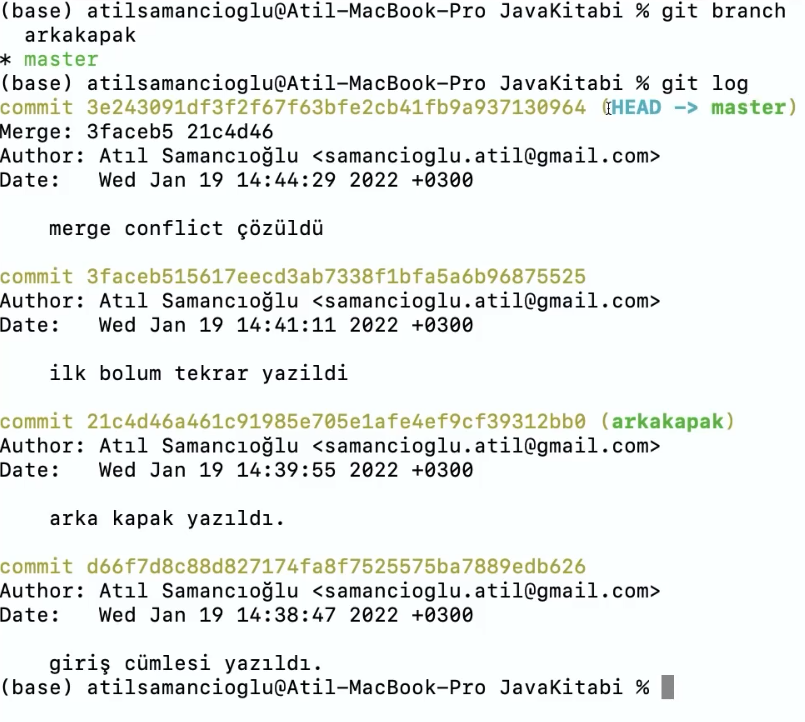 (base) atilsamancioglu@Atil-MacBook-Pro JavaKitabi % git branch
  arkakapak
* master
(base) atilsamancioglu@Atil-MacBook-Pro JavaKitabi % git log
commit 3e243091df3f2f67f63bfe2cb41fb9a937130964 (HEAD -> master)
Merge: 3faceb5 21c4d46
Author: Atıl Samancıoğlu <samancioglu.atil@gmail.com>
Date:   Wed Jan 19 14:44:29 2022 +0300
    merge conflict çözüldü
commit 3faceb515617eecd3ab7338f1bfa5a6b96875525
Author: Atıl Samancıoğlu <samancioglu.atil@gmail.com>
Date:   Wed Jan 19 14:41:11 2022 +0300
    ilk bolum tekrar yazildi
commit 21c4d46a461c91985e705e1afe4ef9cf39312bb0 (arkakapak)
Author: Atıl Samancıoğlu <samancioglu.atil@gmail.com>
Date:   Wed Jan 19 14:39:55 2022 +0300
    arka kapak yazıldı.
commit d66f7d8c88d827174fa8f7525575ba7889edb626
Author: Atıl Samancıoğlu <samancioglu.atil@gmail.com>
Date:   Wed Jan 19 14:38:47 2022 +0300
    giriş cümlesi yazıldı.
(base) atilsamancioglu@Atil-MacBook-Pro JavaKitabi %